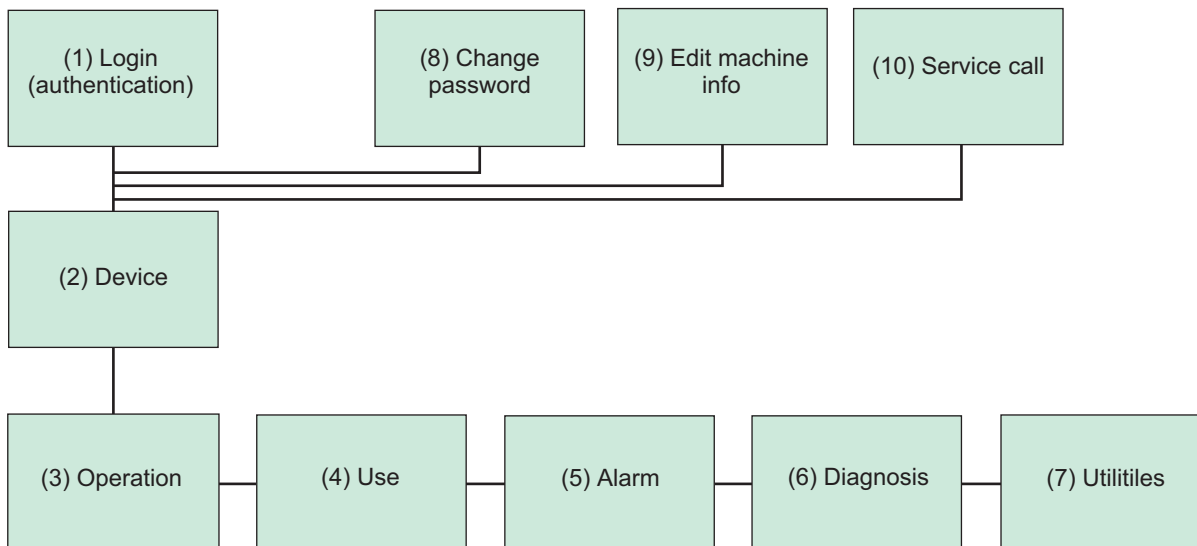 (1) Login
(authentication)
(8) Change
password
(9) Edit machine
info
(10) Service call
(2) Device
(3) Operation
(4) Use
(5) Alarm
(6) Diagnosis
(7) Utilitiles